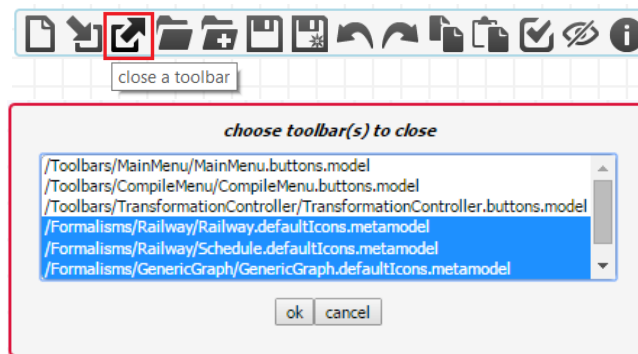 close a toolbar
choose toolbar(s) to close
/Toolbars/MainMenu/MainMenu.buttons.model
/Toolbars/CompileMenu/CompileMenu.buttons.model
/Toolbars/TransformationController/TransformationController.buttons.model
/Formalisms/Railway/Railway.defaultIcons.metamodel
/Formalisms/Railway/Schedule.defaultIcons.metamodel
/Formalisms/GenericGraph/GenericGraph.defaultIcons.metamodel
ok cancel